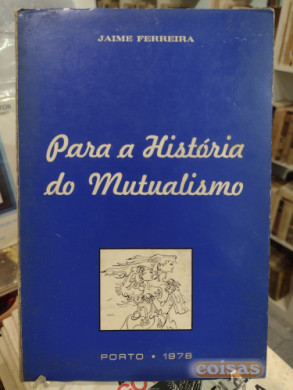 JAIME FERREIRA
Para a História
do Mutualismo
PORTO • 1978
coisas